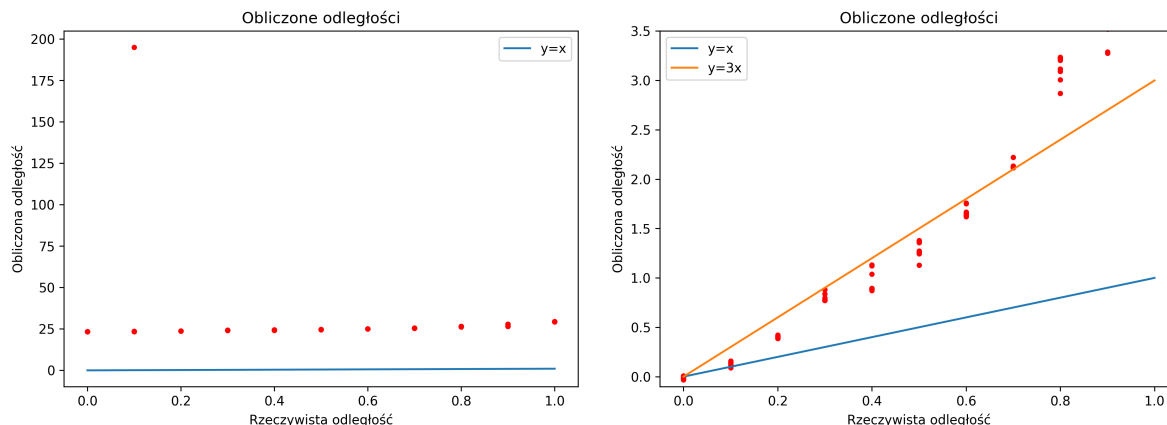 Obliczone odległości
Obliczona odległość
200
175
150
125
100
75
50
25
0
y=x
0.0 0.2 0.4 0.6 0.8 1.0
Rzeczywista odległość
Obliczone odległości
Obliczona odległość
3.5
3.0
2.5
2.0
1.5
1.0
0.5
0.0
y=x
y=3x
0.0 0.2 0.4 0.6 0.8 1.0
Rzeczywista odległość